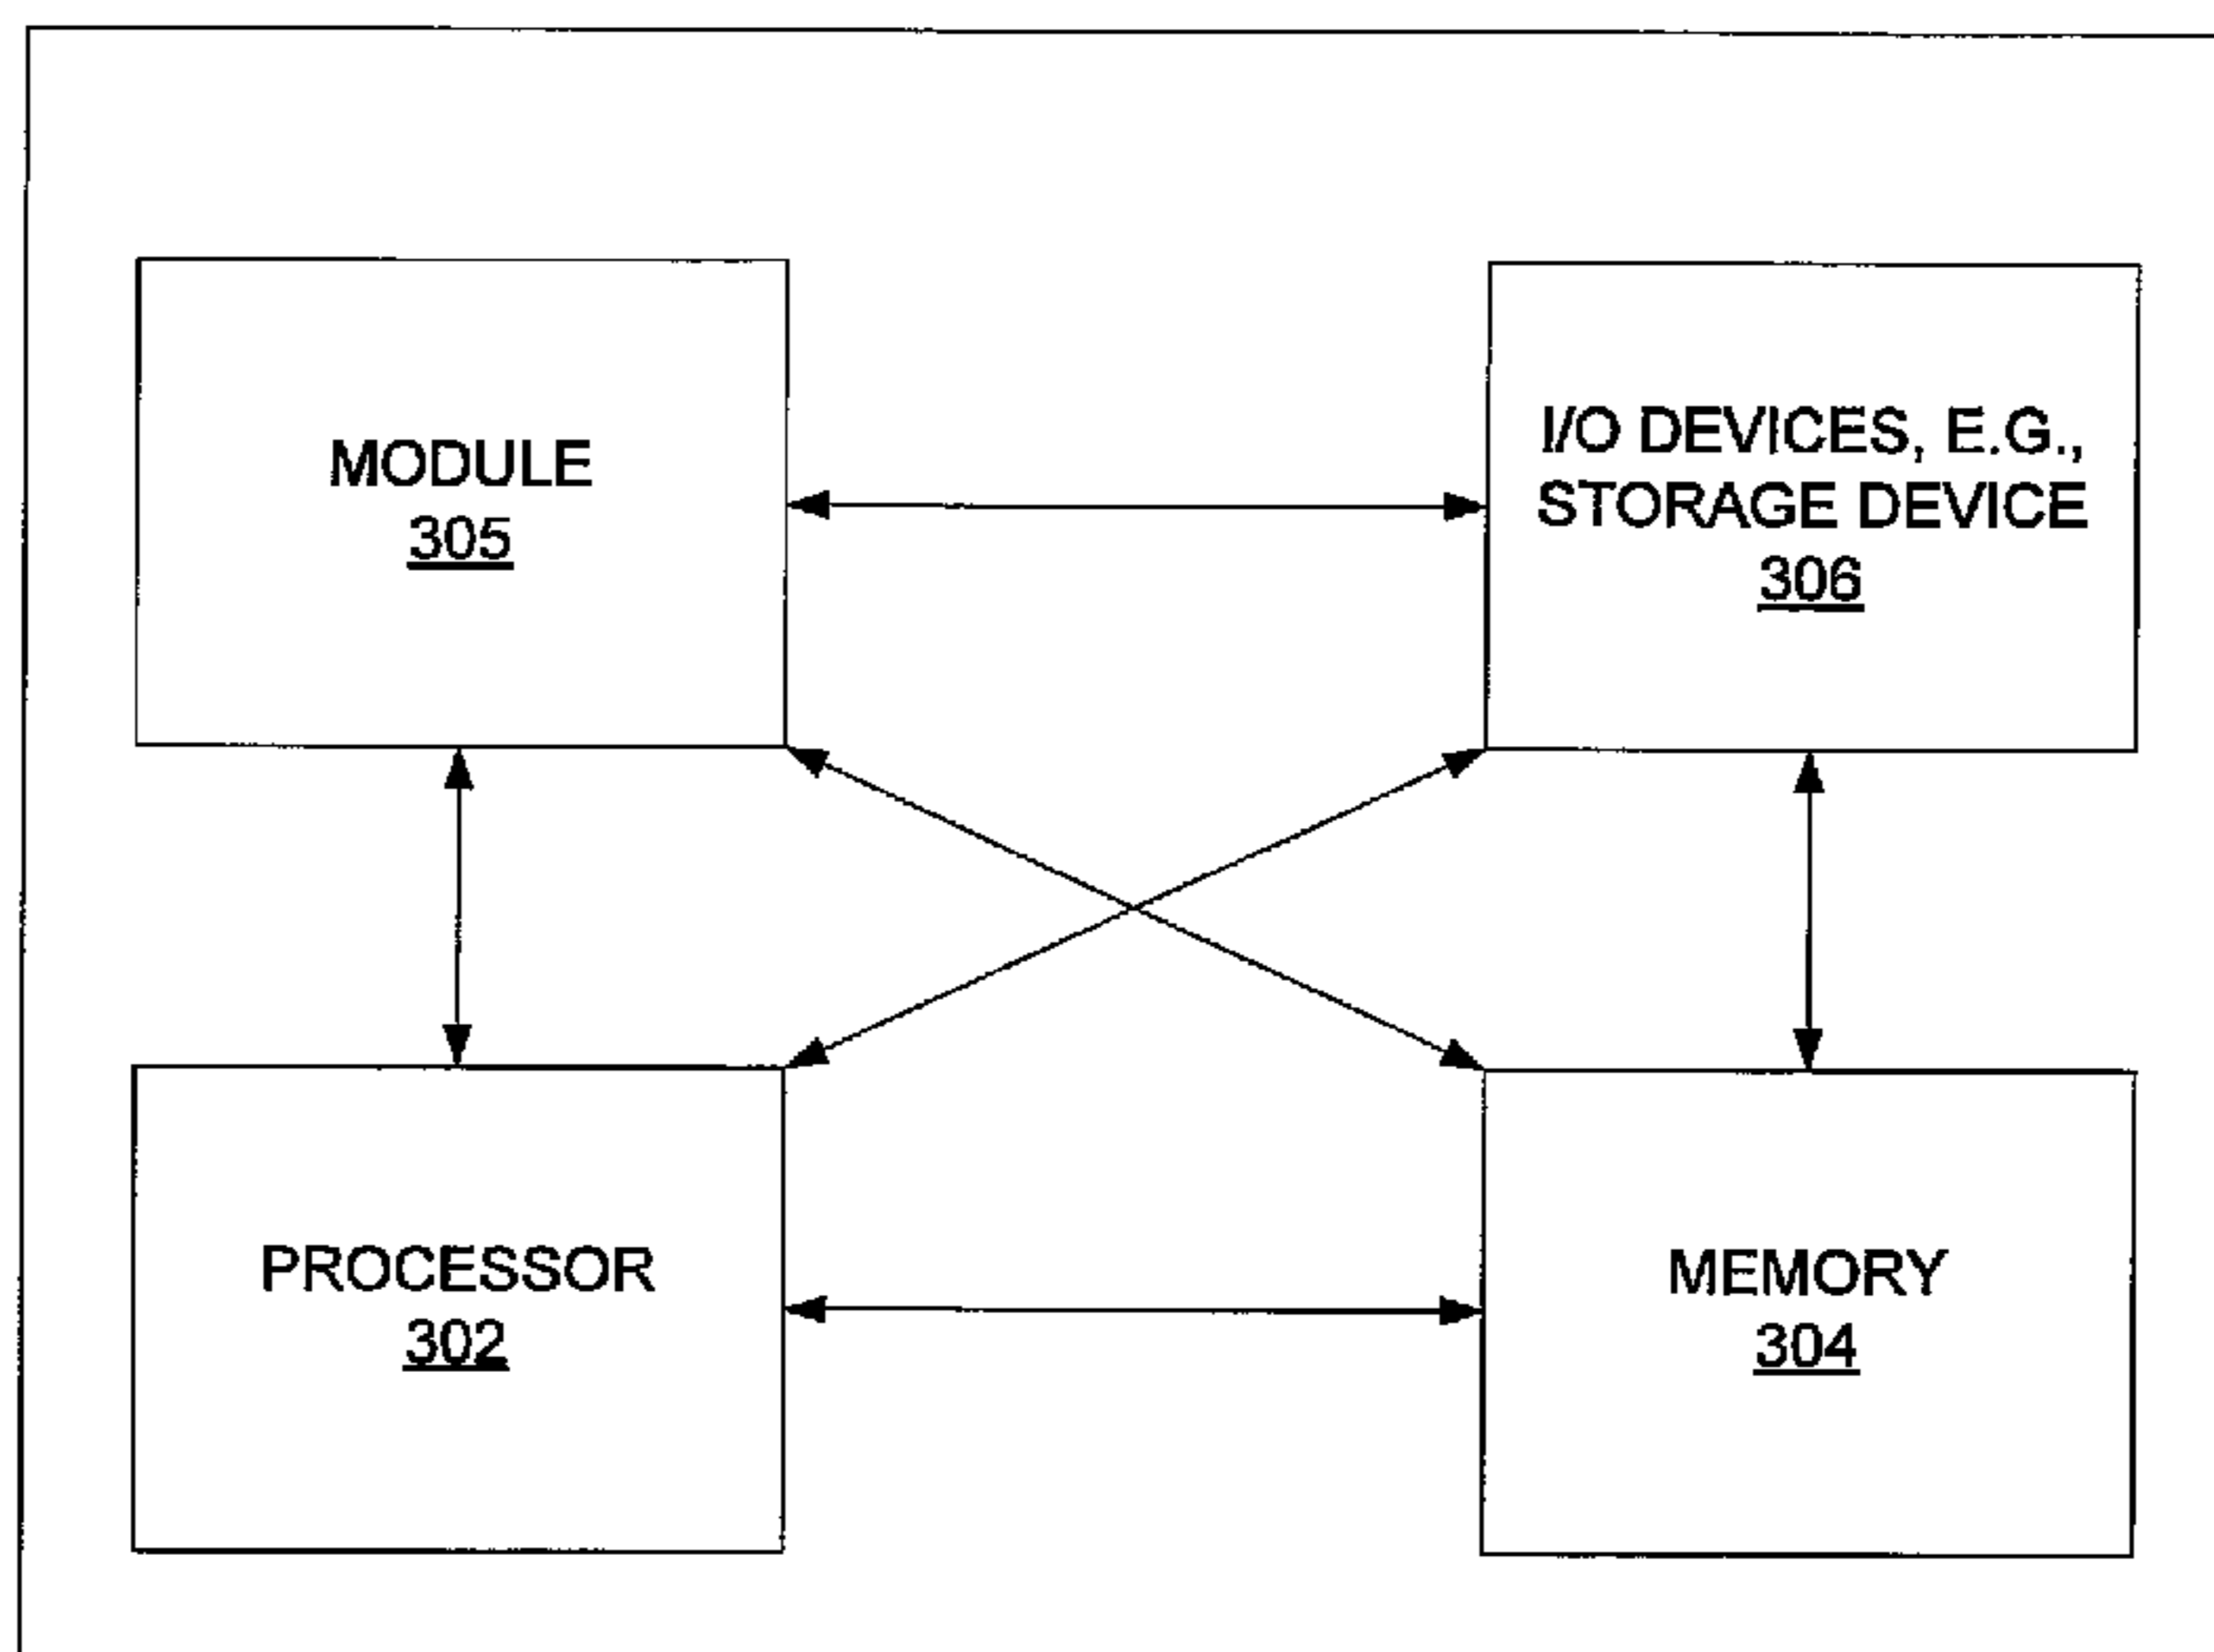 MODULE
305
I/O DEVICES, E.G.,
STORAGE DEVICE
306
PROCESSOR
302
MEMORY
304